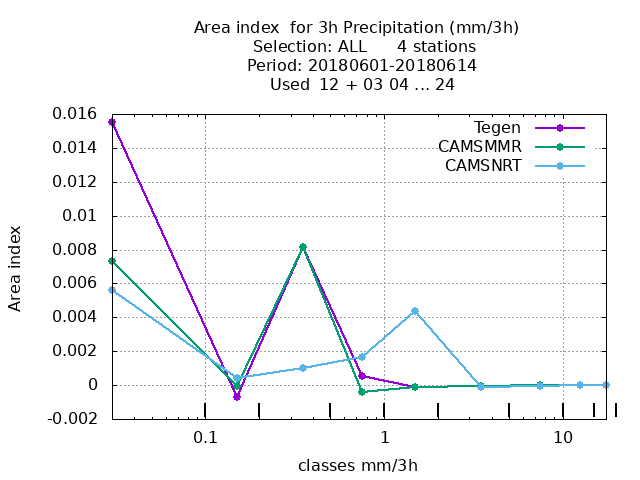 Area index  for 3h Precipitation (mm/3h)
Selection: ALL      4 stations
Period: 20180601-20180614
Used  12 + 03 04 ... 24
Tegen
CAMSMMR
CAMSNRT
0.016
0.014
0.012
0.01
0.008
0.006
0.004
0.002
0
-0.002
Area index
0.1
1
10
classes mm/3h